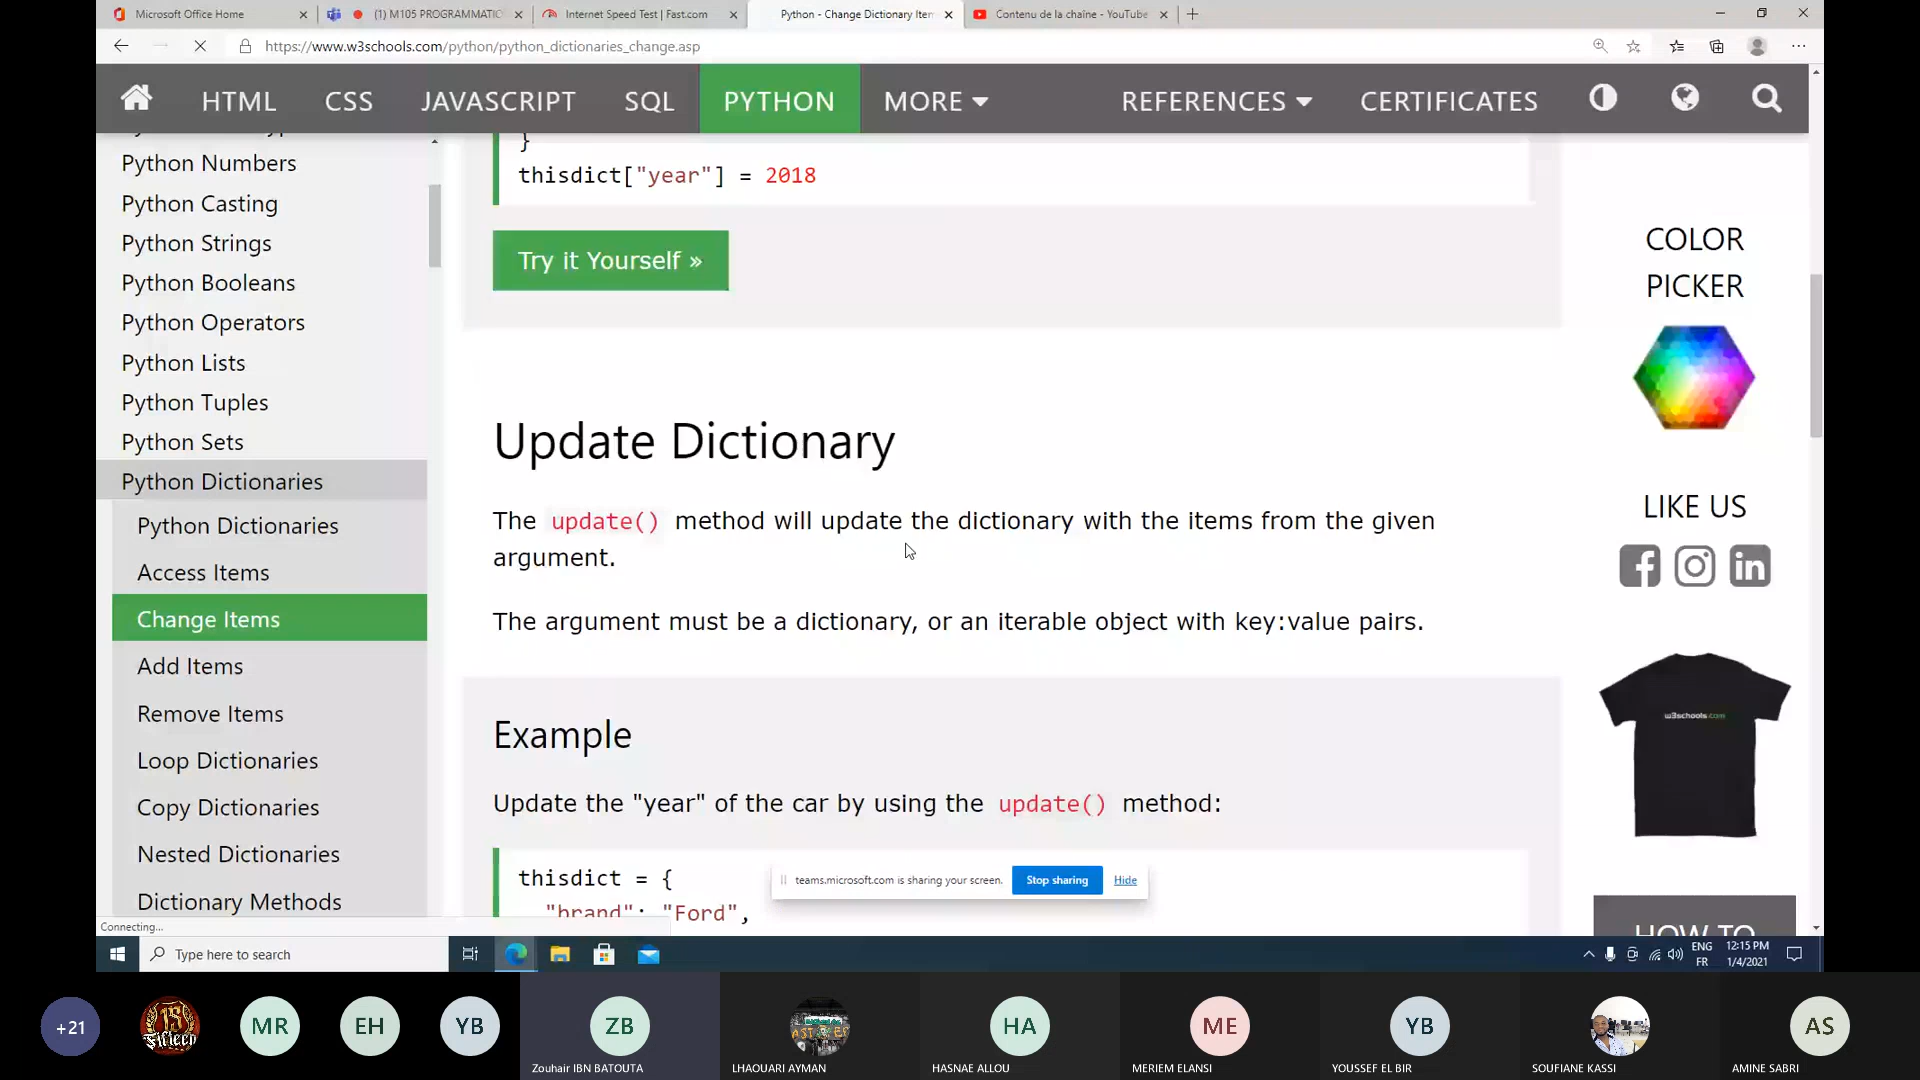 Microsoft Office Home
(1) M105 PROGRAMMATIC
Internet Speed Test | Fast.com
Python - Change Dictionary Iten
Contenu de la chaîne - YouTube
https://www.w3schools.com/python/python_dictionaries_change.asp
HTML
CSS
JAVASCRIPT
SQL
PYTHON
MORE
REFERENCES
CERTIFICATES
Python Numbers
Python Casting
Python Strings
Python Booleans
Python Operators
Python Lists
Python Tuples
Python Sets
Python Dictionaries
Python Dictionaries
Access Items
Change Items
Add Items
Remove Items
Loop Dictionaries
Copy Dictionaries
Nested Dictionaries
Dictionary Methods
}
thisdict["year"] = 2018
Try it Yourself »
Update Dictionary
The update() method will update the dictionary with the items from the given
argument.
The argument must be a dictionary, or an iterable object with key:value pairs.
Example
Update the "year" of the car by using the update() method:
thisdict = {
"brand": "Ford",
COLOR
PICKER
LIKE US
w3schools.com
HOW TO
teams.microsoft.com is sharing your screen.
Stop sharing
Hide
Connecting...
Type here to search
ENG
FR
12:15 PM
1/4/2021
+21
15
Fifteen
MR
EH
YB
ZB
Zouhair IBN BATOUTA
LHAOUARI AYMAN
HA
HASNAE ALLOU
ME
MERIEM ELANSI
YB
YOUSSEF EL BIR
SOUFIANE KASSI
AS
AMINE SABRI